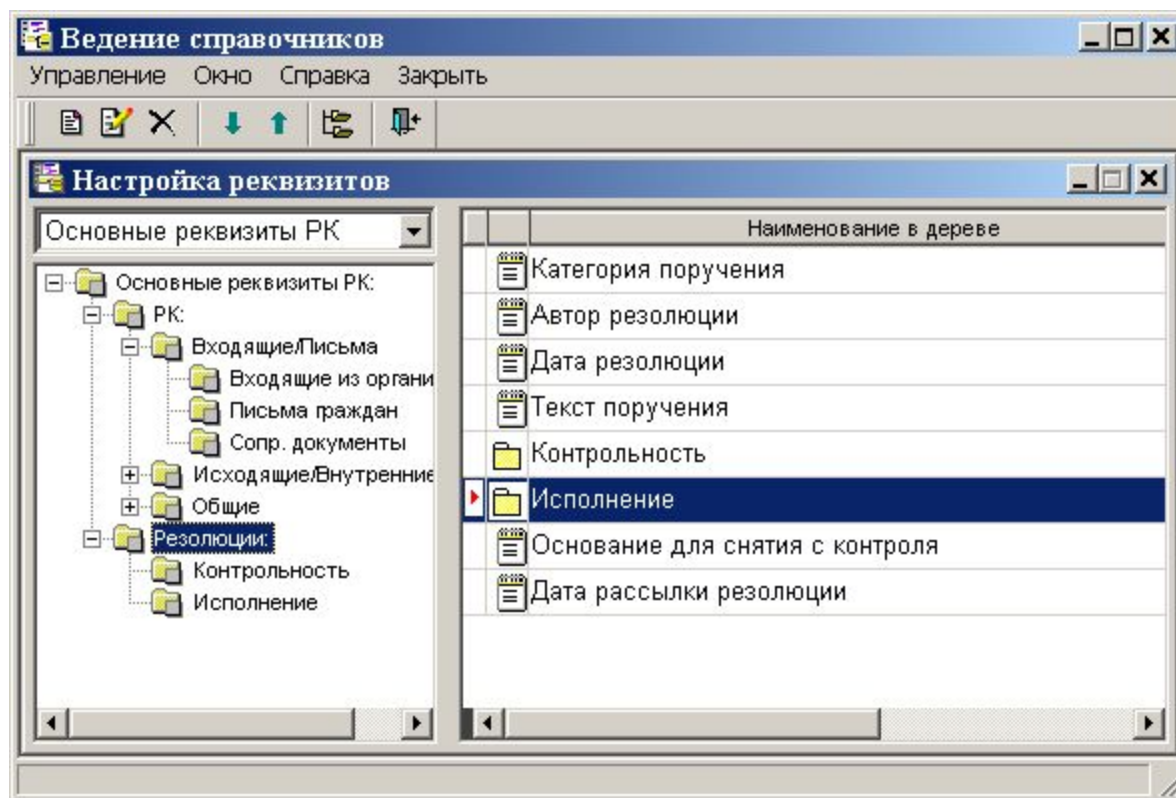 Ведение справочников
Управление Окно Справка Закрыть
Настройка реквизитов
Основные реквизиты РК
Основные реквизиты РК:
РК:
Входящие/Письма
Входящие из органи
Письма граждан
Сопр. документы
Исходящие/Внутренние
Общие
Резолюции:
Контрольность
Исполнение
Наименование в дереве
Категория поручения
Автор резолюции
Дата резолюции
Текст поручения
Контрольность
Исполнение
Основание для снятия с контроля
Дата рассылки резолюции